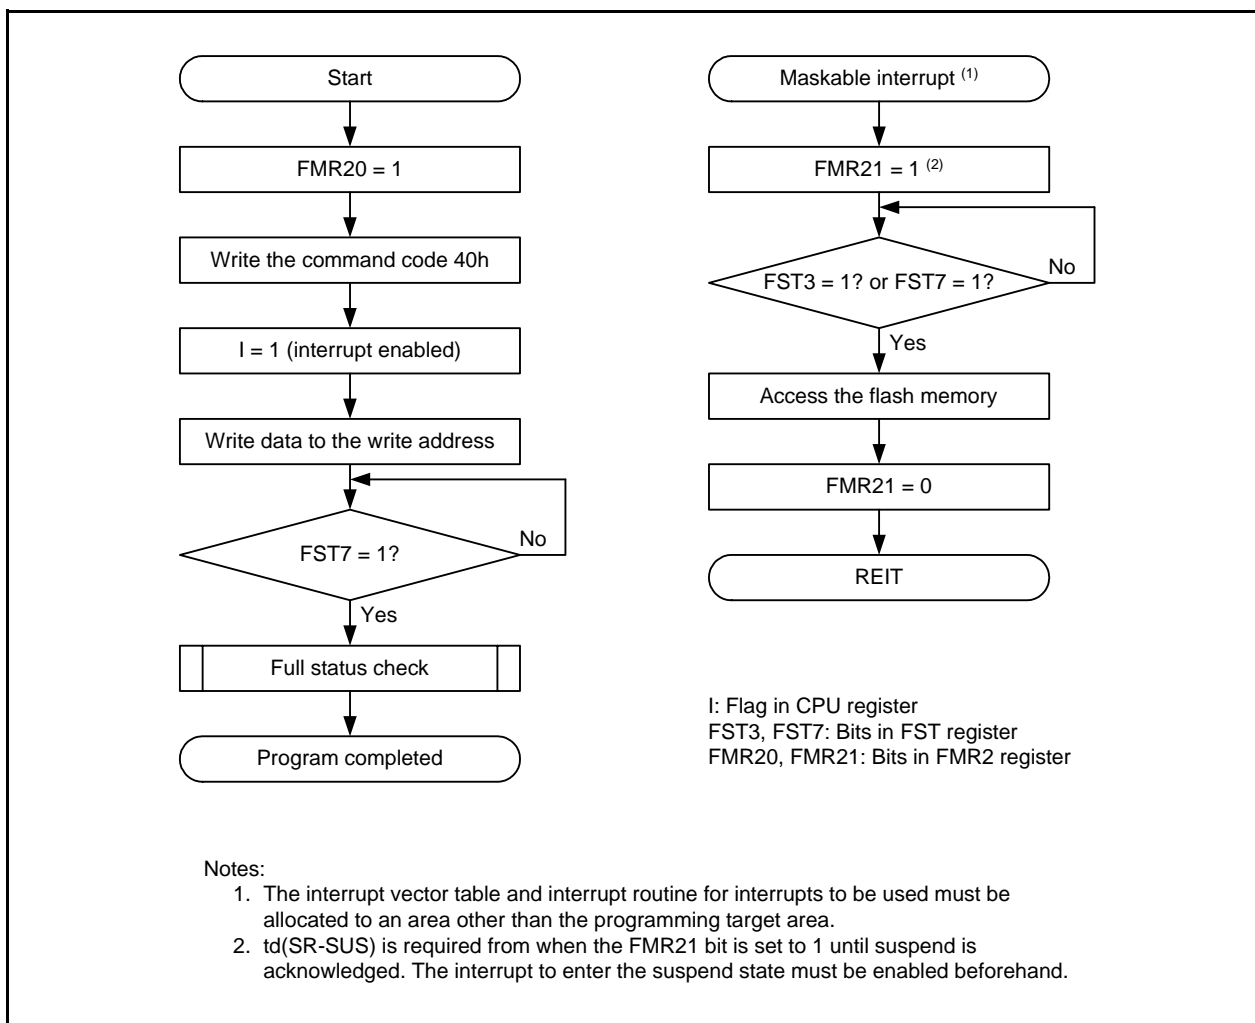 Start
FMR20 = 1
Write the command code 40h
I = 1 (interrupt enabled)
Write data to the write address
FST7 = 1?
No
Yes
Full status check
Program completed
Maskable interrupt (1)
FMR21 = 1 (2)
FST3 = 1? or FST7 = 1?
No
Yes
Access the flash memory
FMR21 = 0
REIT
I: Flag in CPU register
FST3, FST7: Bits in FST register
FMR20, FMR21: Bits in FMR2 register
Notes:
1. The interrupt vector table and interrupt routine for interrupts to be used must be
allocated to an area other than the programming target area.
2. td(SR-SUS) is required from when the FMR21 bit is set to 1 until suspend is
acknowledged. The interrupt to enter the suspend state must be enabled beforehand.